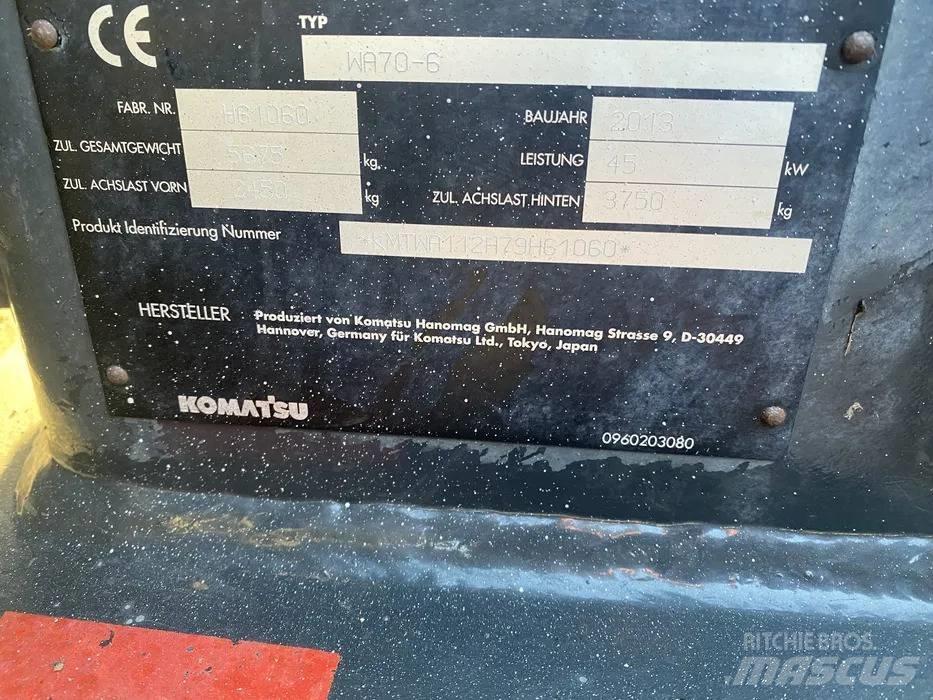 CE
TYP
WA70-6
FABR. NR. H61060 BAUJAHR 2013
ZUL. GESAMTGEWICHT 5675 kg LEISTUNG 45 kW
ZUL. ACHSLAST VORN kg ZUL. ACHSLAST HINTEN 3750 kg
Produkt Identifizierung Nummer *KMTWA112A79H61060*
HERSTELLER Produziert von Komatsu Hanomag GmbH, Hanomag Strasse 9, D-30449
Hannover, Germany für Komatsu Ltd., Tokyo, Japan
KOMATSU
0960203080
RITCHIE BROS.
MASCUS